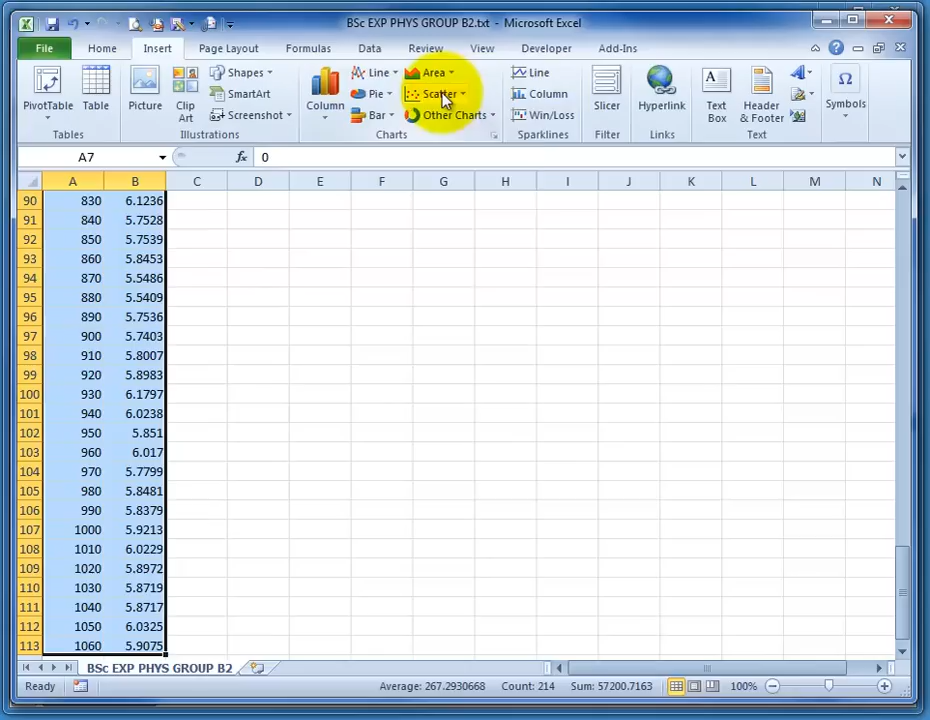 BSc EXP PHYS GROUP B2.txt - Microsoft Excel
File Home Insert Page Layout Formulas Data Review View Developer Add-Ins
PivotTable Table Picture Clip Art Shapes SmartArt Screenshot Column Line Pie Bar Area Scatter Other Charts Line Column Win/Loss Slicer Hyperlink Text Box Header & Footer Symbols
Tables Illustrations Charts Sparklines Filter Links Text
A7 fx 0
A B C D E F G H I J K L M N
90 830 6.1236
91 840 5.7528
92 850 5.7539
93 860 5.8453
94 870 5.5486
95 880 5.5409
96 890 5.7536
97 900 5.7403
98 910 5.8007
99 920 5.8983
100 930 6.1797
101 940 6.0238
102 950 5.851
103 960 6.017
104 970 5.7799
105 980 5.8481
106 990 5.8379
107 1000 5.9213
108 1010 6.0229
109 1020 5.8972
110 1030 5.8719
111 1040 5.8717
112 1050 6.0325
113 1060 5.9075
BSc EXP PHYS GROUP B2
Ready Average: 267.2930668 Count: 214 Sum: 57200.7163 100%